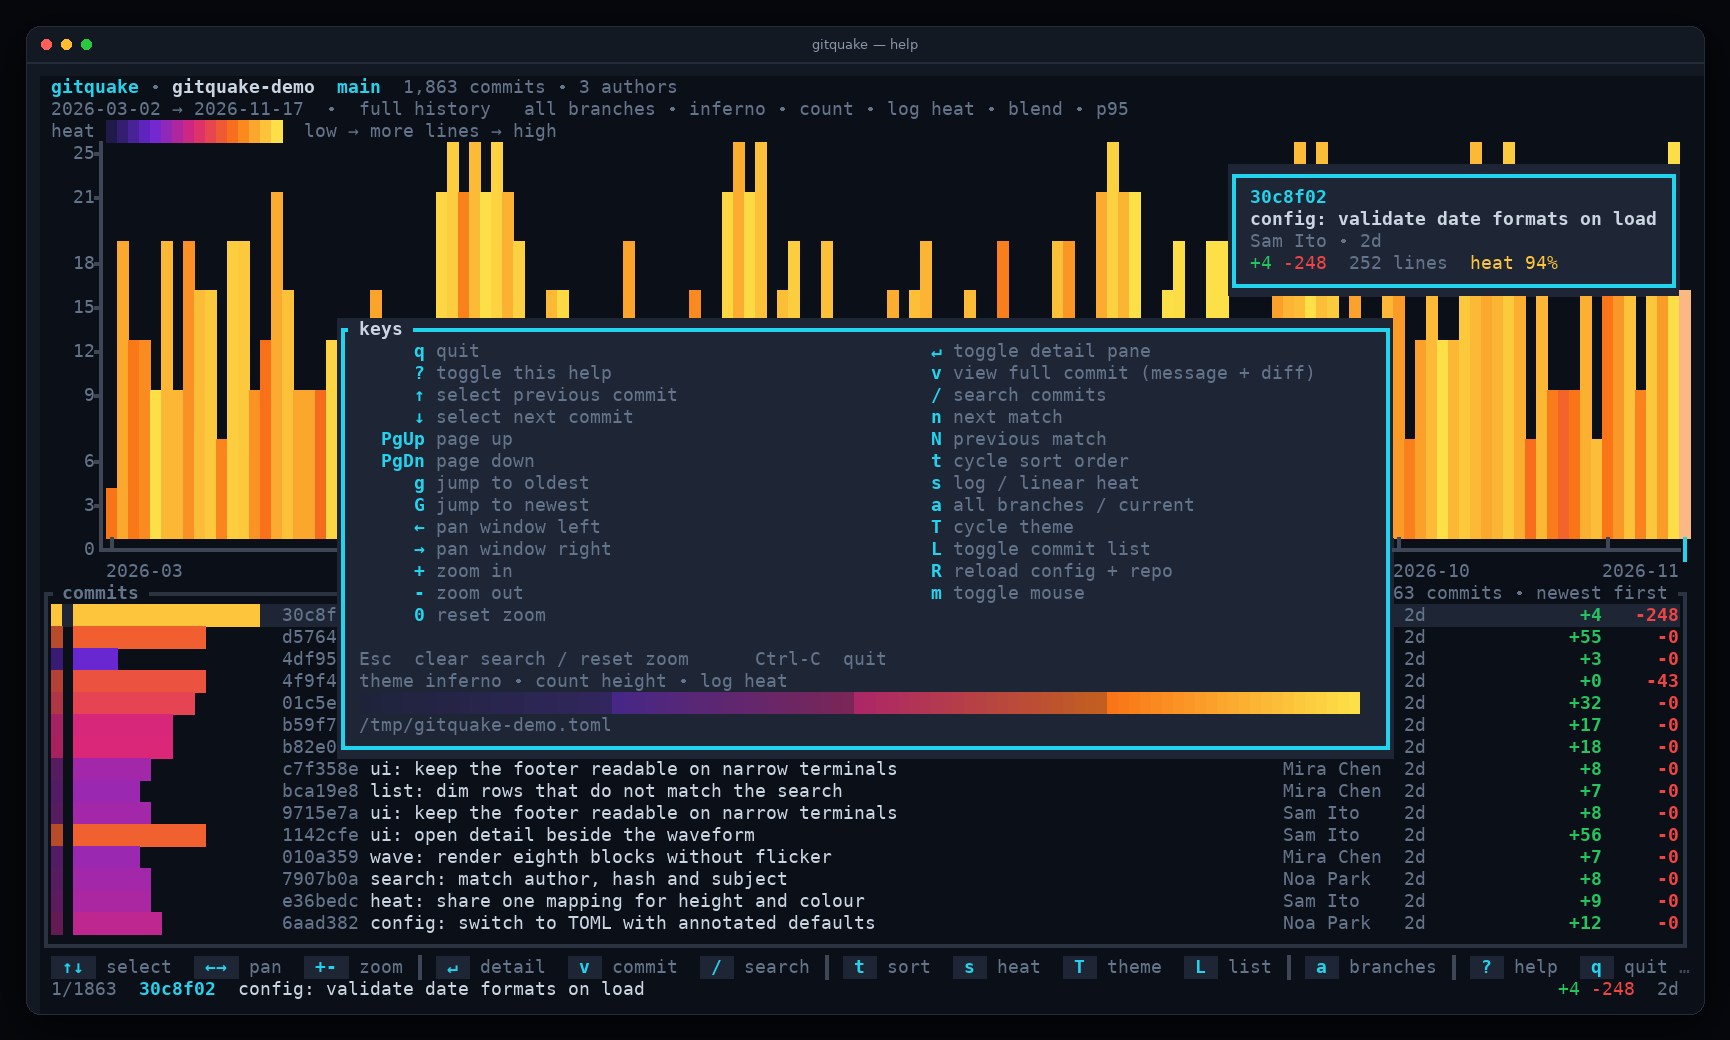 gitquake — help
gitquake • gitquake-demo main 1,863 commits • 3 authors
2026-03-02 → 2026-11-17 • full history all branches • inferno • count • log heat • blend • p95
heat low → more lines → high
25
21
18
15
12
9
6
3
0
2026-03
2026-10
2026-11
30c8f02
config: validate date formats on load
Sam Ito • 2d
+4 -248 252 lines heat 94%
keys
q quit
? toggle this help
↑ select previous commit
↓ select next commit
PgUp page up
PgDn page down
g jump to oldest
G jump to newest
← pan window left
→ pan window right
+ zoom in
- zoom out
0 reset zoom
↵ toggle detail pane
v view full commit (message + diff)
/ search commits
n next match
N previous match
t cycle sort order
s log / linear heat
a all branches / current
T cycle theme
L toggle commit list
R reload config + repo
m toggle mouse
Esc clear search / reset zoom Ctrl-C quit
theme inferno • count height • log heat
/tmp/gitquake-demo.toml
commits 63 commits • newest first
30c8f 2d +4 -248
d5764 2d +55 -0
4df95 2d +3 -0
4f9f4 2d +0 -43
01c5e 2d +32 -0
b59f7 2d +17 -0
b82e0 2d +18 -0
c7f358e ui: keep the footer readable on narrow terminals Mira Chen 2d +8 -0
bca19e8 list: dim rows that do not match the search Mira Chen 2d +7 -0
9715e7a ui: keep the footer readable on narrow terminals Sam Ito 2d +8 -0
1142cfe ui: open detail beside the waveform Sam Ito 2d +56 -0
010a359 wave: render eighth blocks without flicker Mira Chen 2d +7 -0
7907b0a search: match author, hash and subject Noa Park 2d +8 -0
e36bedc heat: share one mapping for height and colour Sam Ito 2d +9 -0
6aad382 config: switch to TOML with annotated defaults Noa Park 2d +12 -0
↑↓ select ←→ pan +- zoom ↵ detail v commit / search t sort s heat T theme L list a branches ? help q quit …
1/1863 30c8f02 config: validate date formats on load +4 -248 2d